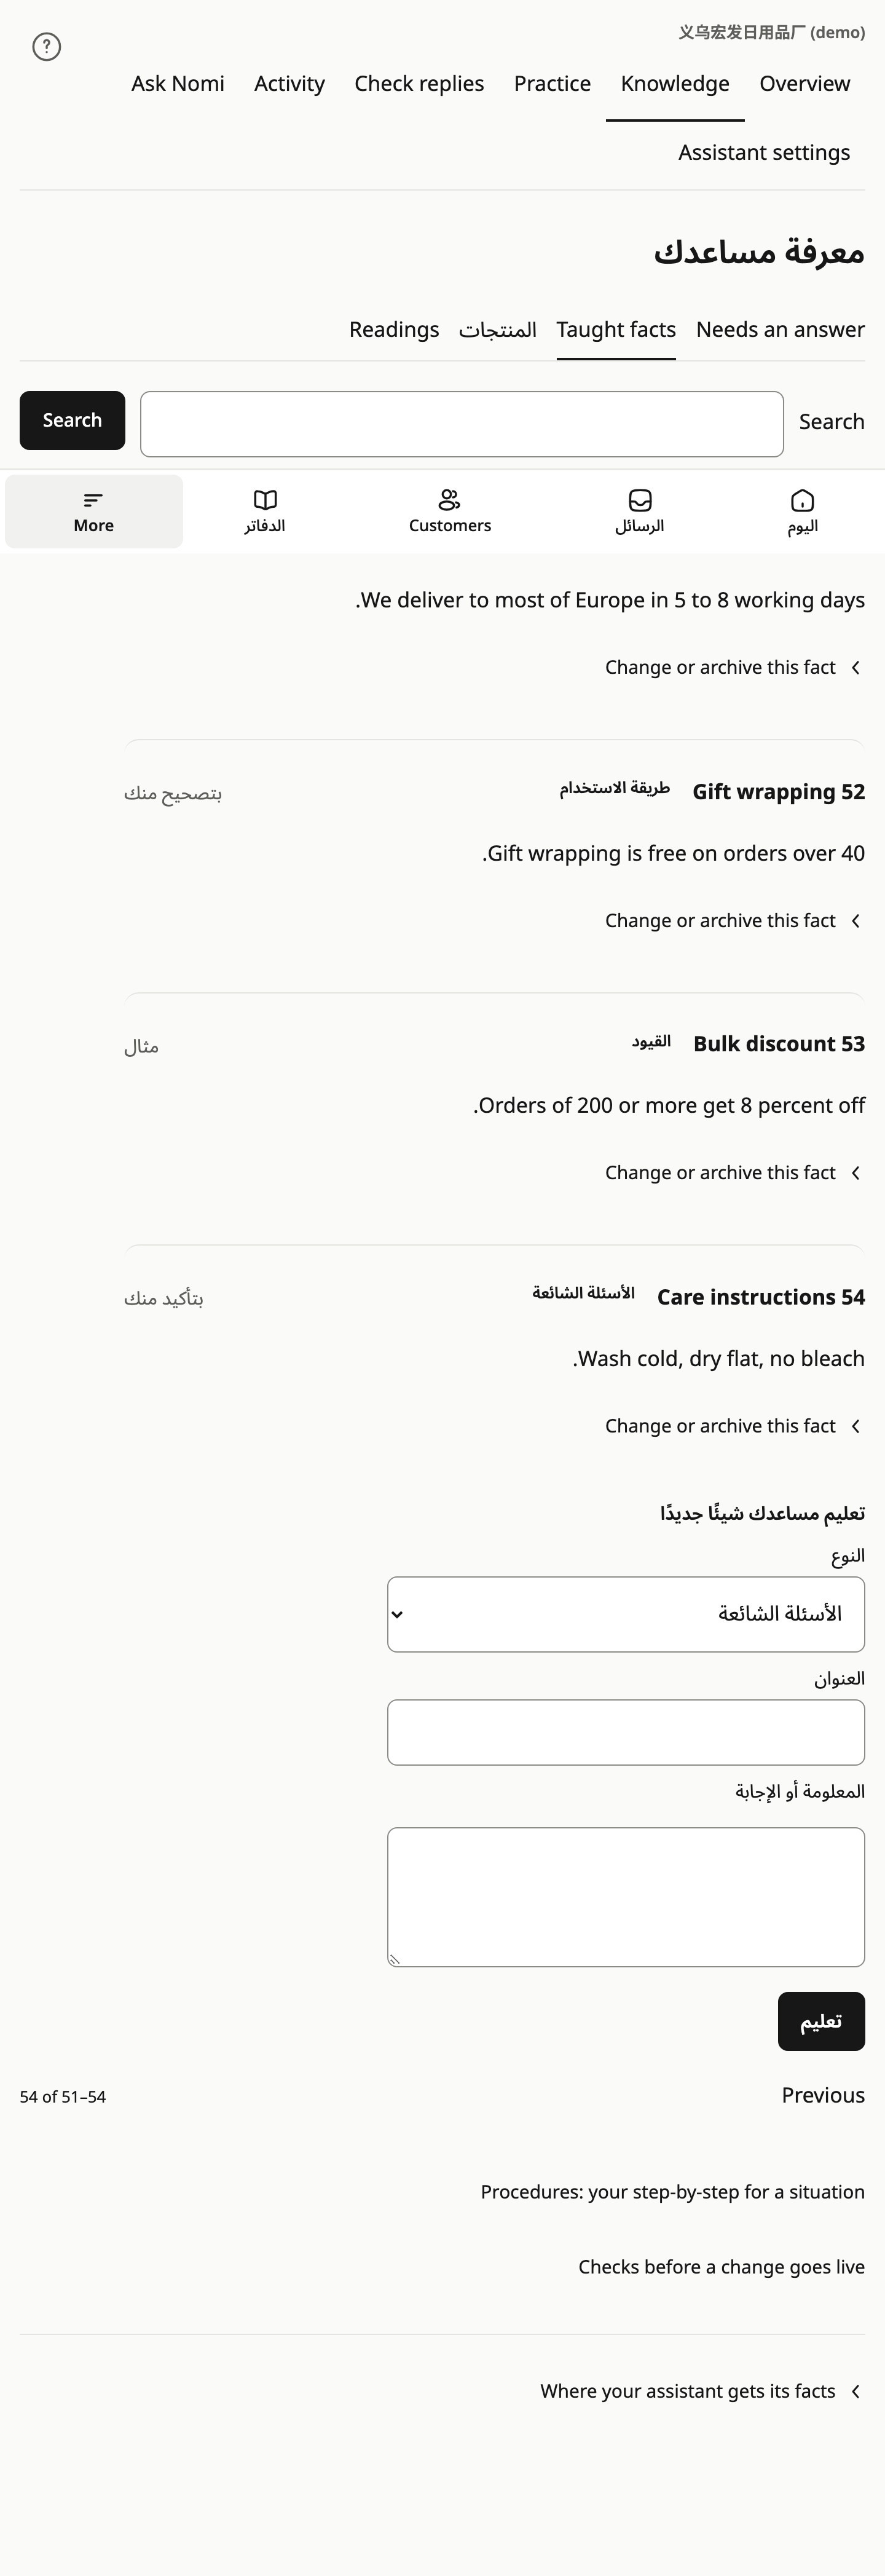 义乌宏发日用品厂 (demo)
Overview Knowledge Practice Check replies Activity Ask Nomi
Assistant settings
معرفة مساعدك
Needs an answer Taught facts المنتجات Readings
Search Search
اليوم الرسائل Customers الدفاتر More
We deliver to most of Europe in 5 to 8 working days.
Change or archive this fact
Gift wrapping 52 طريقة الاستخدام بتصحيح منك
Gift wrapping is free on orders over 40.
Change or archive this fact
Bulk discount 53 القيود مثال
Orders of 200 or more get 8 percent off.
Change or archive this fact
Care instructions 54 الأسئلة الشائعة بتأكيد منك
Wash cold, dry flat, no bleach.
Change or archive this fact
تعليم مساعدك شيئًا جديدًا
النوع
الأسئلة الشائعة
العنوان
المعلومة أو الإجابة
تعليم
Previous 54 of 51–54
Procedures: your step-by-step for a situation
Checks before a change goes live
Where your assistant gets its facts